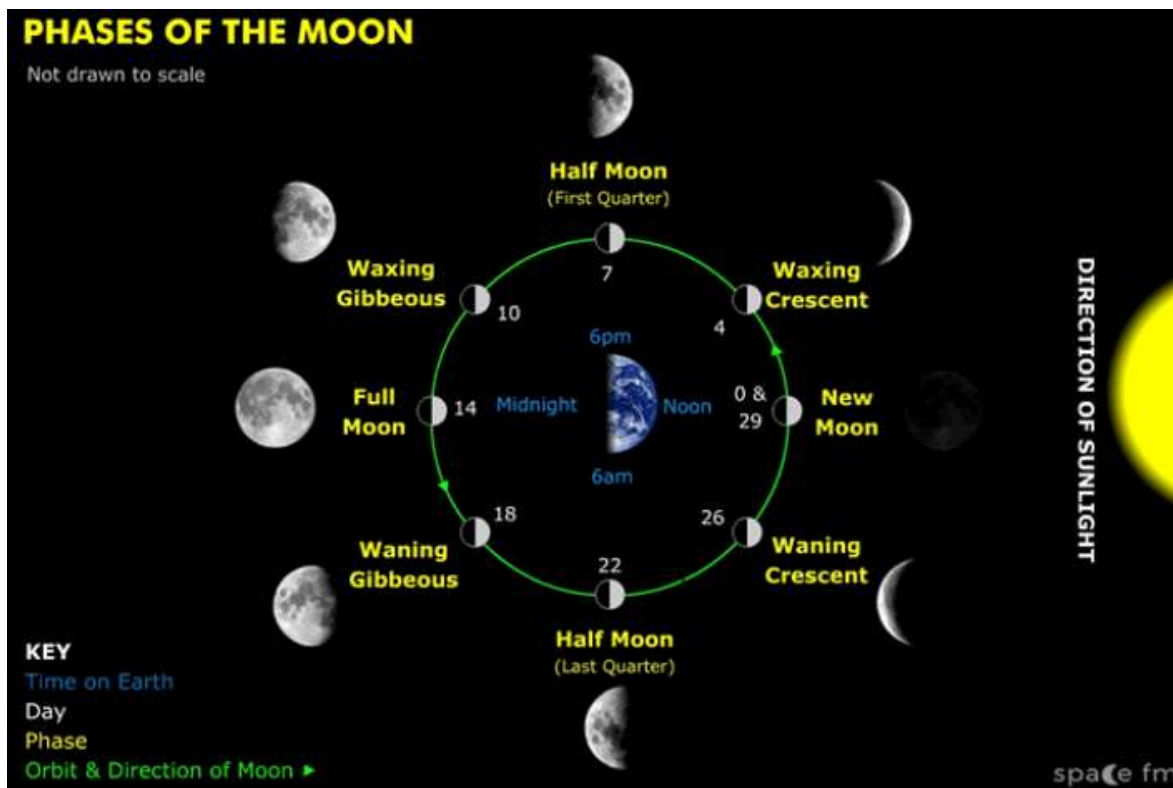 PHASES OF THE MOON
Not drawn to scale
Half Moon
(First Quarter)
Waxing
Gibbeous
7
Waxing
Crescent
10
4
6pm
DIRECTION OF SUNLIGHT
Full
Moon
14
Midnight
Noon
0 &
29
New
Moon
6am
18
26
Waning
Gibbeous
22
Waning
Crescent
Half Moon
(Last Quarter)
KEY
Time on Earth
Day
Phase
Orbit & Direction of Moon ►
space fm